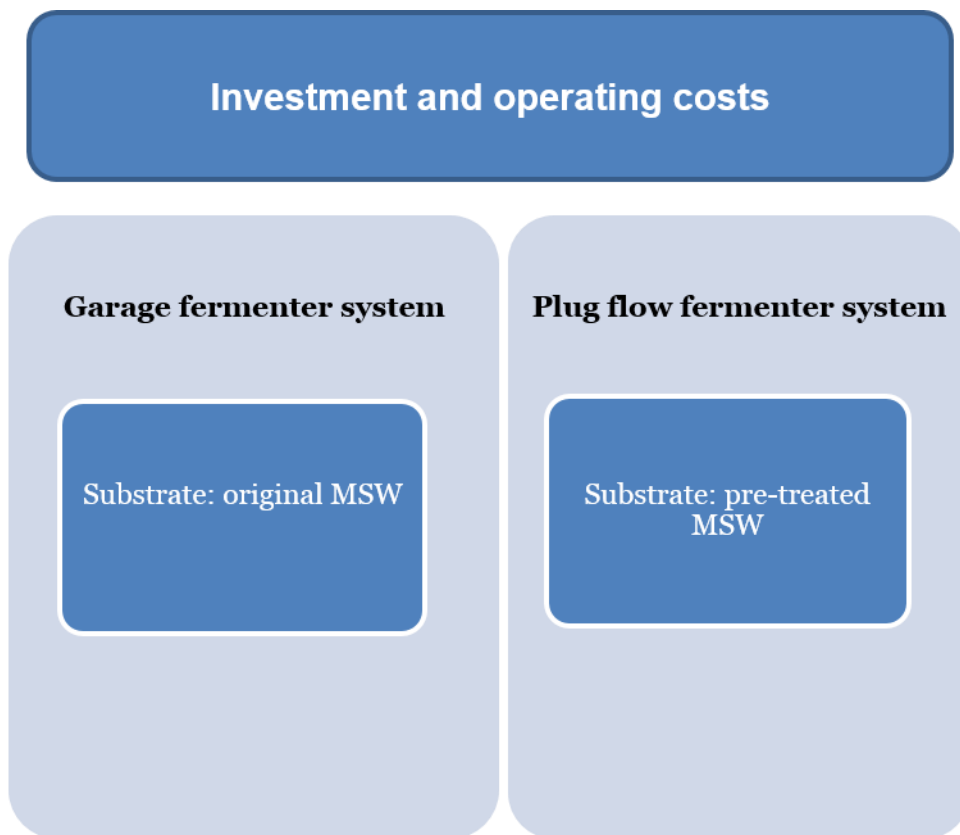 Investment and operating costs
Garage fermenter system
Plug flow fermenter system
Substrate: original MSW
Substrate: pre-treated
MSW